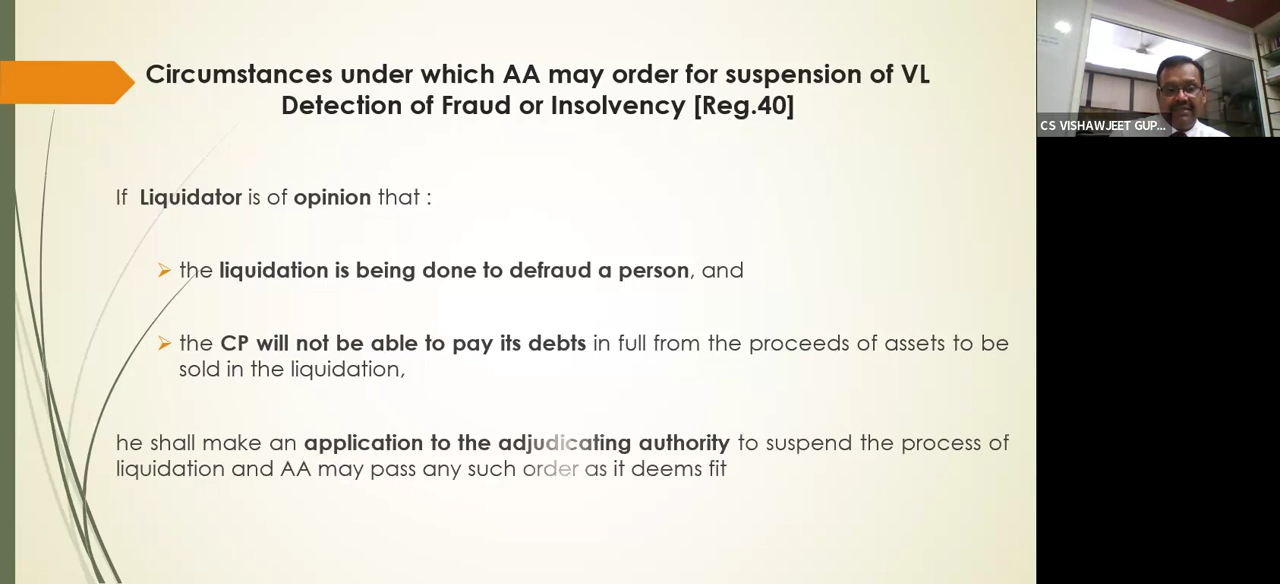 Circumstances under which AA may order for suspension of VL
Detection of Fraud or Insolvency [Reg.40]
If Liquidator is of opinion that :
➢ the liquidation is being done to defraud a person, and
➢ the CP will not be able to pay its debts in full from the proceeds of assets to be
sold in the liquidation,
he shall make an application to the adjudicating authority to suspend the process of
liquidation and AA may pass any such order as it deems fit
CS VISHAWJEET GUP...